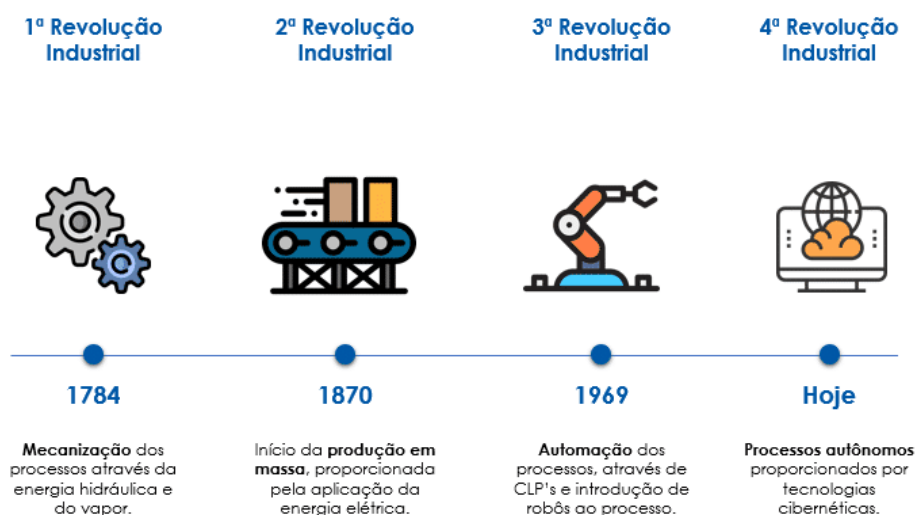 1ª Revolução
Industrial
2ª Revolução
Industrial
3ª Revolução
Industrial
4ª Revolução
Industrial
1784
1870
1969
Hoje
Mecanização dos
processos através da
energia hidráulica e
do vapor.
Início da produção em
massa, proporcionada
pela aplicação da
energia elétrica.
Automação dos
processos, através de
CLP's e introdução de
robôs ao processo.
Processos autônomos
proporcionados por
tecnologias
cibernéticas.